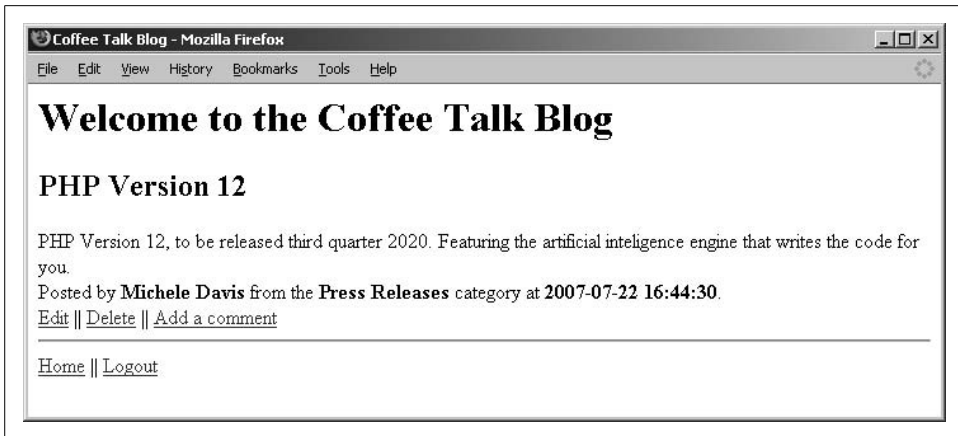 Coffee Talk Blog - Mozilla Firefox
File Edit View History Bookmarks Tools Help
Welcome to the Coffee Talk Blog
PHP Version 12
PHP Version 12, to be released third quarter 2020. Featuring the artificial inteligence engine that writes the code for
you.
Posted by Michele Davis from the Press Releases category at 2007-07-22 16:44:30.
Edit || Delete || Add a comment
Home || Logout